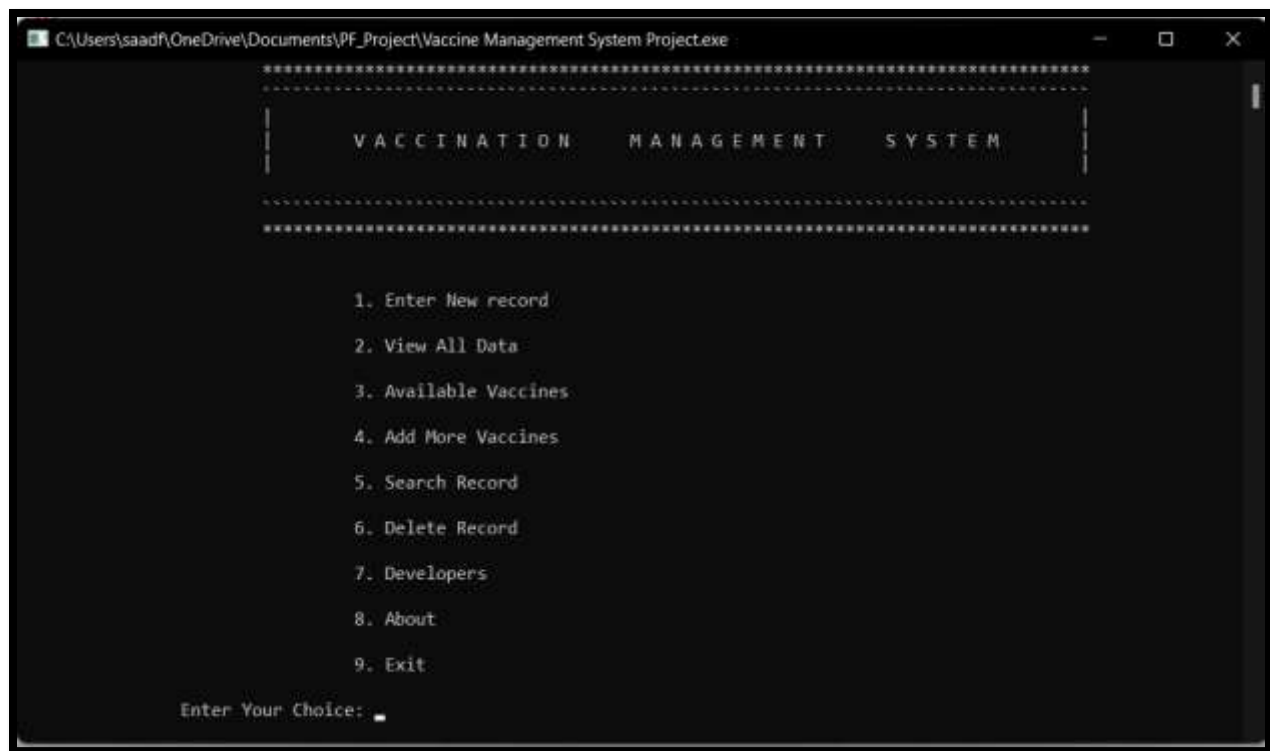 C:\Users\saadf\OneDrive\Documents\PF_Project\Vaccine Management System Project.exe
V A C C I N A T I O N M A N A G E M E N T S Y S T E M
1. Enter New record
2. View All Data
3. Available Vaccines
4. Add More Vaccines
5. Search Record
6. Delete Record
7. Developers
8. About
9. Exit
Enter Your Choice: